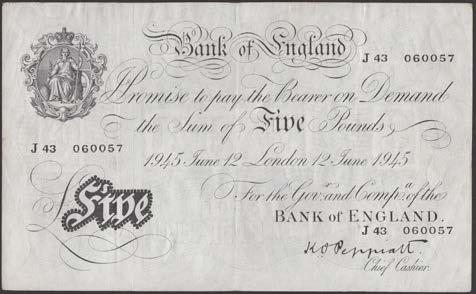 Bank of England J 43 060057
Promise to pay the Bearer on Demand
the Sum of Five Pounds
J 43 060057
1945 June 12 London 12 June 1945
For the Govr. and Compa. of the
Five
BANK OF ENGLAND.
J 43 060057
K O Peppiatt
Chief Cashier.